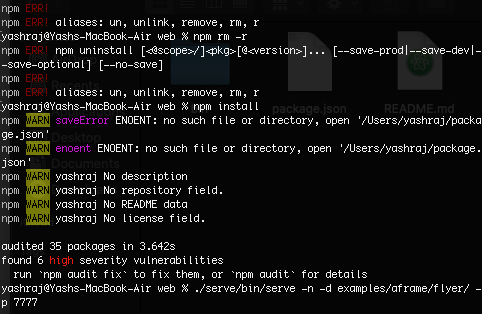 npm ERR!
npm ERR! aliases: un, unlink, remove, rm, r
yashraj@Yashs-MacBook-Air web % npm rm -r
npm ERR! npm uninstall [<@scope>/]<pkg>[@<version>]... [--save-prod|--save-dev|-
-save-optional] [--no-save]
npm ERR!
npm ERR! aliases: un, unlink, remove, rm, r
yashraj@Yashs-MacBook-Air web % npm install
package.json
README.md
npm WARN saveError ENOENT: no such file or directory, open '/Users/yashraj/packa
ge.json'
Desktop
npm WARN enoent ENOENT: no such file or directory, open '/Users/yashraj/package.
json'
Documents
npm WARN yashraj No description
npm WARN yashraj No repository field.
npm WARN yashraj No README data
npm WARN yashraj No license field.
audited 35 packages in 3.642s
found 6 high severity vulnerabilities
run `npm audit fix` to fix them, or `npm audit` for details
yashraj@Yashs-MacBook-Air web % ./serve/bin/serve -n -d examples/aframe/flyer/ -
p 7777